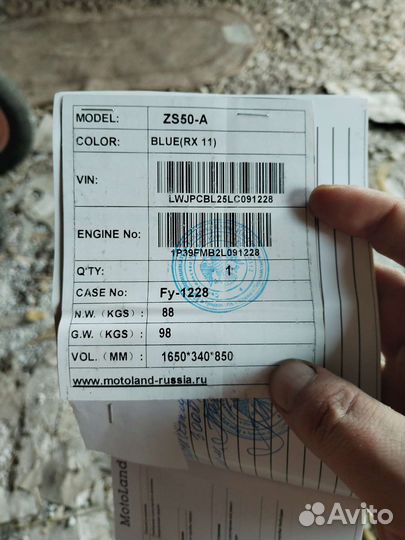 MODEL: ZS50-A
COLOR: BLUE(RX 11)
VIN: LWJPCBL25LC091228
ENGINE No: 1P39FMB2L091228
Q'TY: 1
CASE No: Fy-1228
N.W. (KGS): 88
G.W. (KGS): 98
VOL. (MM): 1650*340*850
www.motoland-russia.ru
MotoLand
Avito